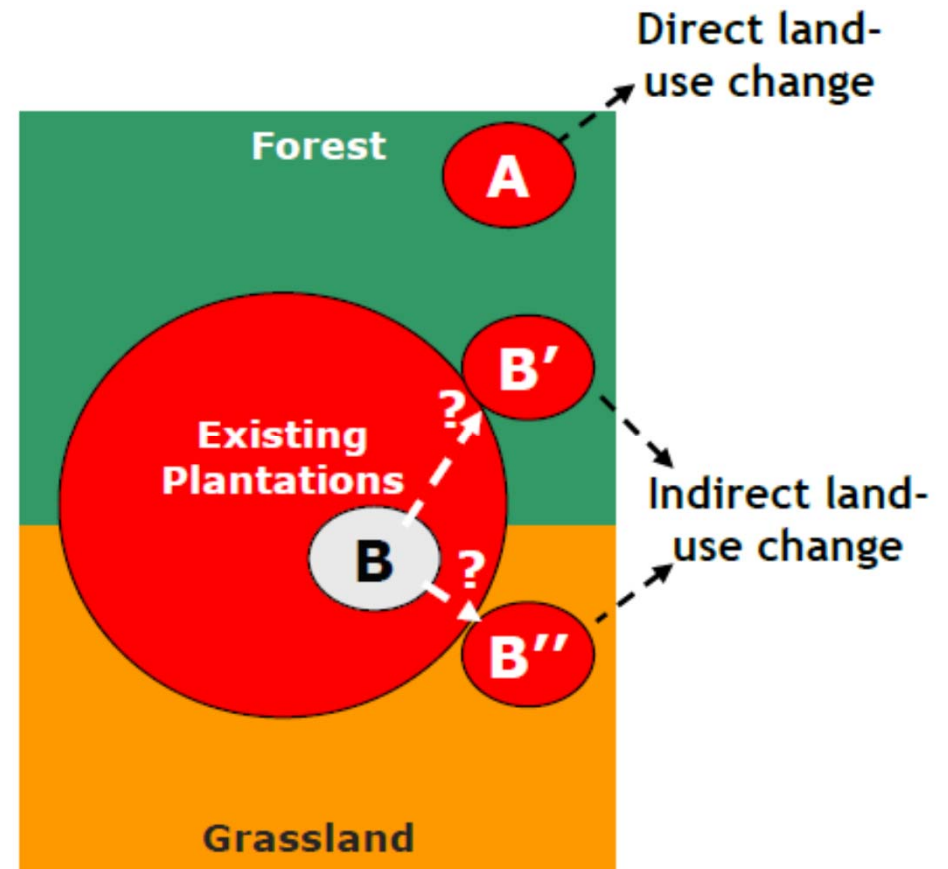 Direct land-
use change
Forest
A
B’
?
Existing
Plantations
Indirect land-
use change
B
?
B’’
Grassland